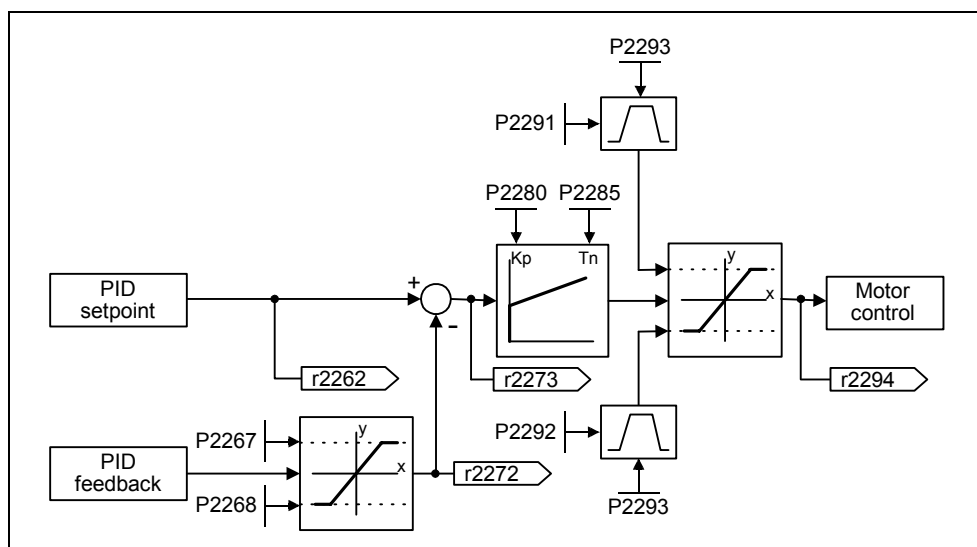 P2293
P2291
P2280
P2285
Kp
Tn
y
x
PID
setpoint
+
-
Motor
control
r2262
r2273
r2294
P2267
y
x
P2292
PID
feedback
r2272
P2268
P2293